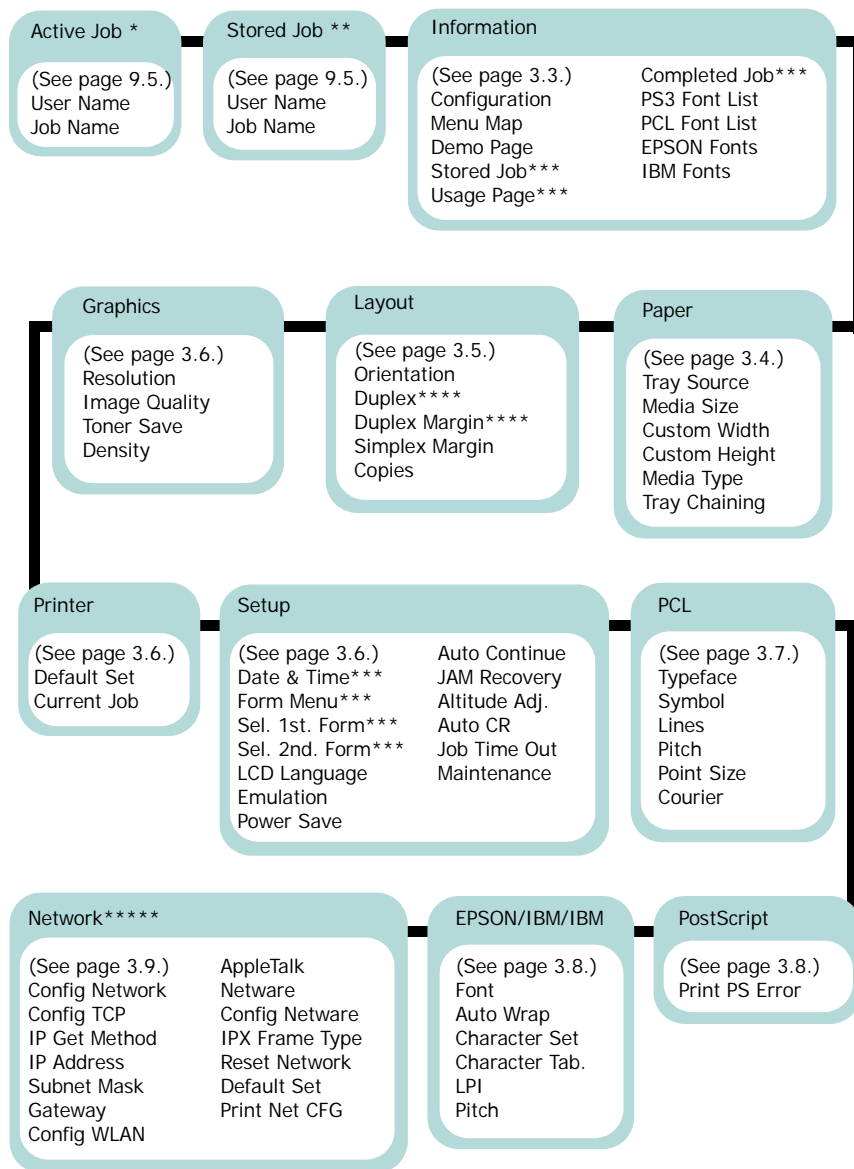 Active Job *
(See page 9.5.)
User Name
Job Name
Stored Job **
(See page 9.5.)
User Name
Job Name
Information
(See page 3.3.)
Configuration
Menu Map
Demo Page
Stored Job***
Usage Page***
Completed Job***
PS3 Font List
PCL Font List
EPSON Fonts
IBM Fonts
Graphics
(See page 3.6.)
Resolution
Image Quality
Toner Save
Density
Layout
(See page 3.5.)
Orientation
Duplex****
Duplex Margin****
Simplex Margin
Copies
Paper
(See page 3.4.)
Tray Source
Media Size
Custom Width
Custom Height
Media Type
Tray Chaining
Printer
(See page 3.6.)
Default Set
Current Job
Setup
(See page 3.6.)
Date & Time***
Form Menu***
Sel. 1st. Form***
Sel. 2nd. Form***
LCD Language
Emulation
Power Save
Auto Continue
JAM Recovery
Altitude Adj.
Auto CR
Job Time Out
Maintenance
PCL
(See page 3.7.)
Typeface
Symbol
Lines
Pitch
Point Size
Courier
Network*****
(See page 3.9.)
Config Network
Config TCP
IP Get Method
IP Address
Subnet Mask
Gateway
Config WLAN
AppleTalk
Netware
Config Netware
IPX Frame Type
Reset Network
Default Set
Print Net CFG
EPSON/IBM/IBM
(See page 3.8.)
Font
Auto Wrap
Character Set
Character Tab.
LPI
Pitch
PostScript
(See page 3.8.)
Print PS Error